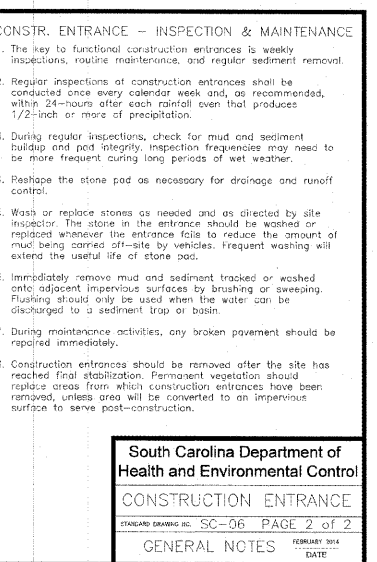 CONSTR. ENTRANCE – INSPECTION & MAINTENANCE
. The key to functional construction entrances is weekly
inspections, routine maintenance, and regular sediment removal.
. Regular inspections of construction entrances shall be
conducted once every calendar week and, as recommended,
within 24-hours after each rainfall even that produces
1/2-inch or more of precipitation.
. During regular inspections, check for mud and sediment
buildup and pad integrity. Inspection frequencies may need to
be more frequent during long periods of wet weather.
. Reshape the stone pad as necessary for drainage and runoff
control.
. Wash or replace stones as needed and as directed by site
inspector. The stone in the entrance should be washed or
replaced whenever the entrance fails to reduce the amount of
mud being carried off-site by vehicles. Frequent washing will
extend the useful life of stone pad.
. Immediately remove mud and sediment tracked or washed
onto adjacent impervious surfaces by brushing or sweeping.
Flushing should only be used when the water can be
discharged to a sediment trap or basin.
. During maintenance activities, any broken pavement should be
repaired immediately.
. Construction entrances should be removed after the site has
reached final stabilization. Permanent vegetation should
replace areas from which construction entrances have been
removed, unless area will be converted to an impervious
surface to serve post-construction.
South Carolina Department of
Health and Environmental Control
CONSTRUCTION ENTRANCE
STANDARD DRAWING NO. SC-06 PAGE 2 of 2
GENERAL NOTES FEBRUARY 2014
DATE